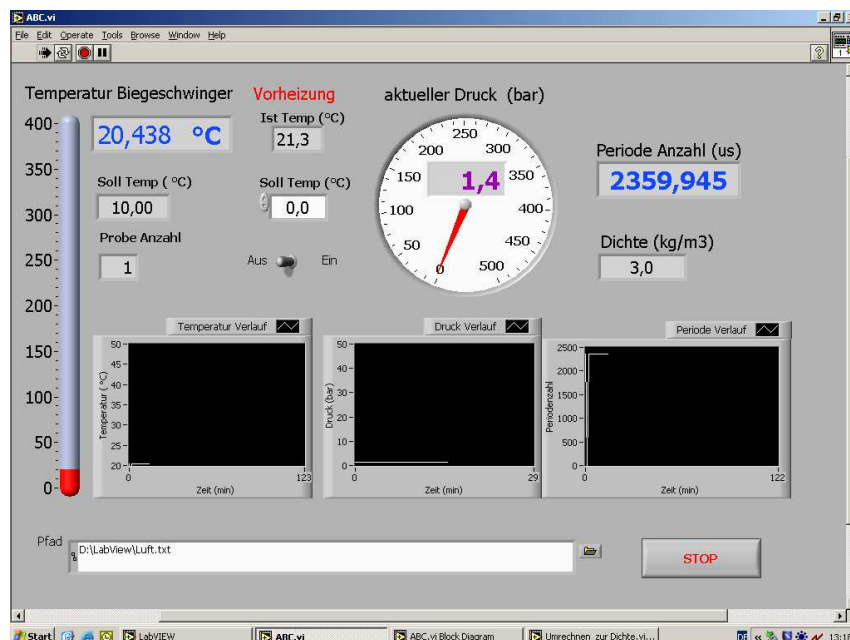 ABC.vi
File Edit Operate Tools Browse Window Help
Temperatur Biegeschwinger
Vorheizung
aktueller Druck (bar)
400
350
300
250
200
150
100
50
0
20,438 °C
Soll Temp ( °C)
10,00
Probe Anzahl
1
Ist Temp (°C)
21,3
Soll Temp (°C)
0,0
Aus
Ein
0
50
100
150
200
250
300
350
400
450
500
1,4
Periode Anzahl (us)
2359,945
Dichte (kg/m3)
3,0
Temperatur Verlauf
50
45
40
35
30
25
20
Temperatur ( °C)
0
123
Zeit (min)
Druck Verlauf
50
40
30
20
10
0
Druck (bar)
0
29
Zeit (min)
Periode Verlauf
2500
2000
1500
1000
500
0
Periodenzahl
0
122
Zeit (min)
Pfad
D:\LabView\Luft.txt
STOP
Start
LabVIEW
ABC.vi
ABC.vi Block Diagram
Umrechnen zur Dichte.vi...
DE
«